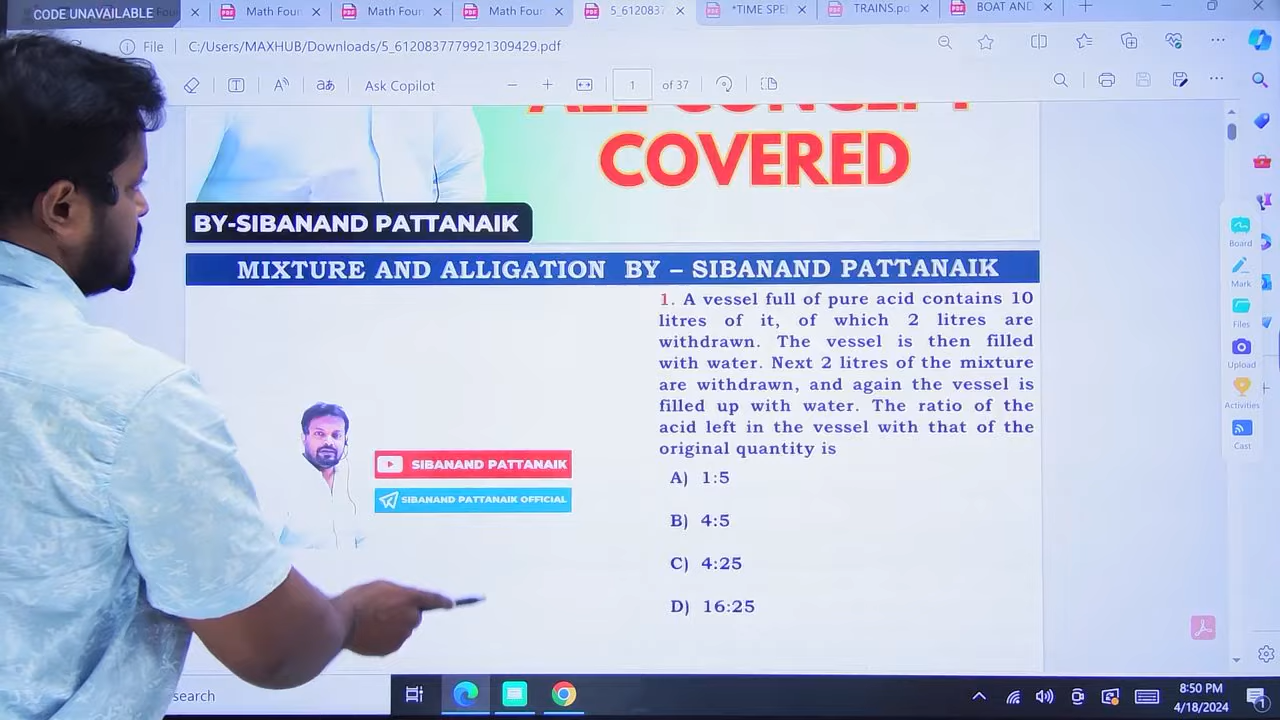 CODE UNAVAILABLE
Math Foun
Math Foun
Math Foun
5_612083
*TIME SPE
TRAINS.p
BOAT AND
File
C:/Users/MAXHUB/Downloads/5_6120837779921309429.pdf
Ask Copilot
1 of 37
ALL CONCEPT
COVERED
BY-SIBANAND PATTANAIK
MIXTURE AND ALLIGATION BY – SIBANAND PATTANAIK
1. A vessel full of pure acid contains 10
litres of it, of which 2 litres are
withdrawn. The vessel is then filled
with water. Next 2 litres of the mixture
are withdrawn, and again the vessel is
filled up with water. The ratio of the
acid left in the vessel with that of the
original quantity is
A) 1:5
B) 4:5
C) 4:25
D) 16:25
SIBANAND PATTANAIK
SIBANAND PATTANAIK OFFICIAL
Board
Mark
Files
Upload
Activities
Cast
search
8:50 PM
4/18/2024